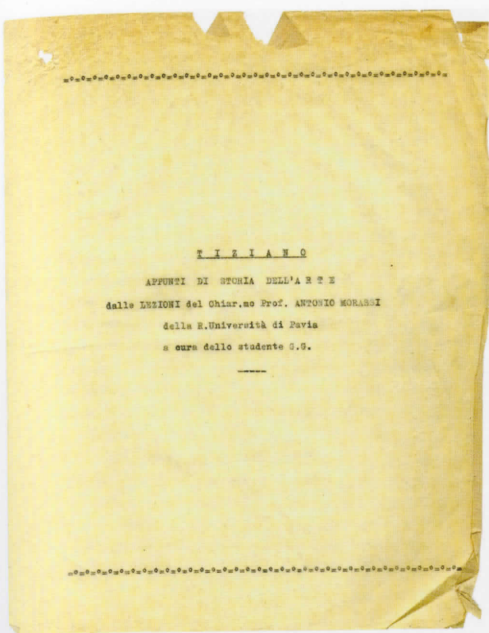 T I Z I A N O
APPUNTI DI STORIA DELL'A R T E
dalle LEZIONI del Chiar.mo Prof. ANTONIO MORASSI
della R.Università di Pavia
a cura dello studente G.G.